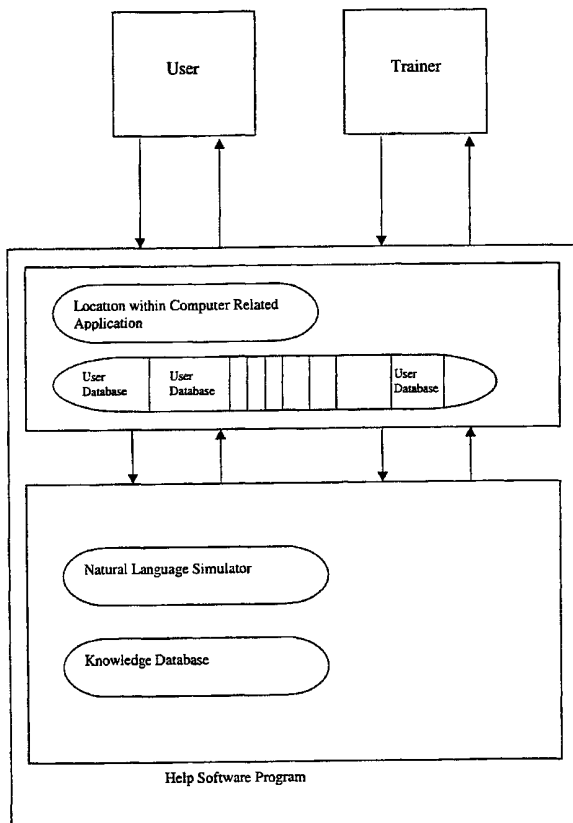 User
Trainer
Location within Computer Related
Application
User
Database
User
Database
User
Database
Natural Language Simulator
Knowledge Database
Help Software Program